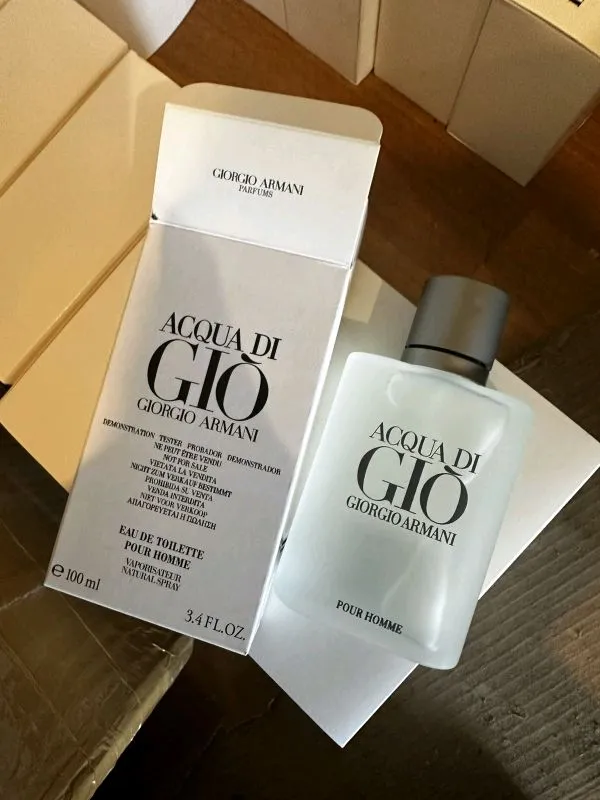 GIORGIO ARMANI
PARFUMS
ACQUA DI
GIÒ
GIORGIO ARMANI
DEMONSTRATION TESTER PROBADOR DEMONSTRADOR
NE PEUT ÊTRE VENDU
NOT FOR SALE
VIETATA LA VENDITA
NICHT ZUM VERKAUF BESTIMMT
PROHIBIDA SU VENTA
VENDA INTERDITA
NIET VOOR VERKOOP
ΑΠΑΓΟΡΕΥΕΤΑΙ Η ΠΩΛΗΣΗ
EAU DE TOILETTE
POUR HOMME
VAPORISATEUR
NATURAL SPRAY
℮ 100 ml
3.4 FL.OZ.
ACQUA DI
GIÒ
GIORGIO ARMANI
POUR HOMME